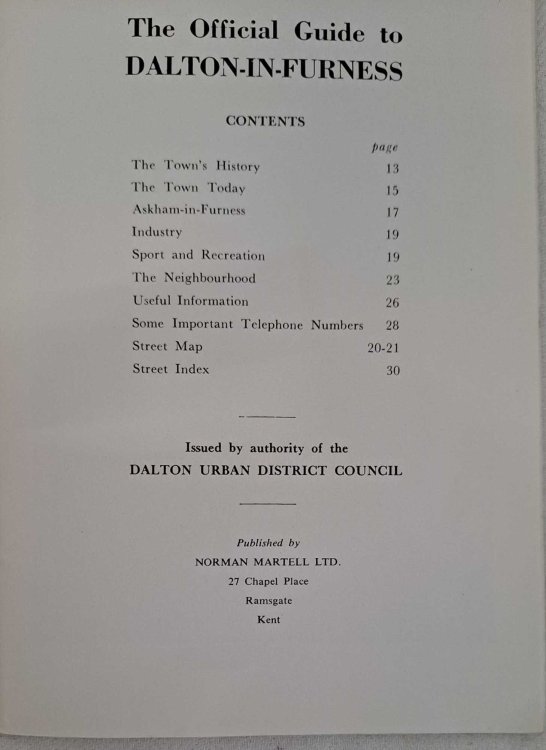 The Official Guide to
DALTON-IN-FURNESS
CONTENTS
page
The Town's History 13
The Town Today 15
Askham-in-Furness 17
Industry 19
Sport and Recreation 19
The Neighbourhood 23
Useful Information 26
Some Important Telephone Numbers 28
Street Map 20-21
Street Index 30
Issued by authority of the
DALTON URBAN DISTRICT COUNCIL
Published by
NORMAN MARTELL LTD.
27 Chapel Place
Ramsgate
Kent